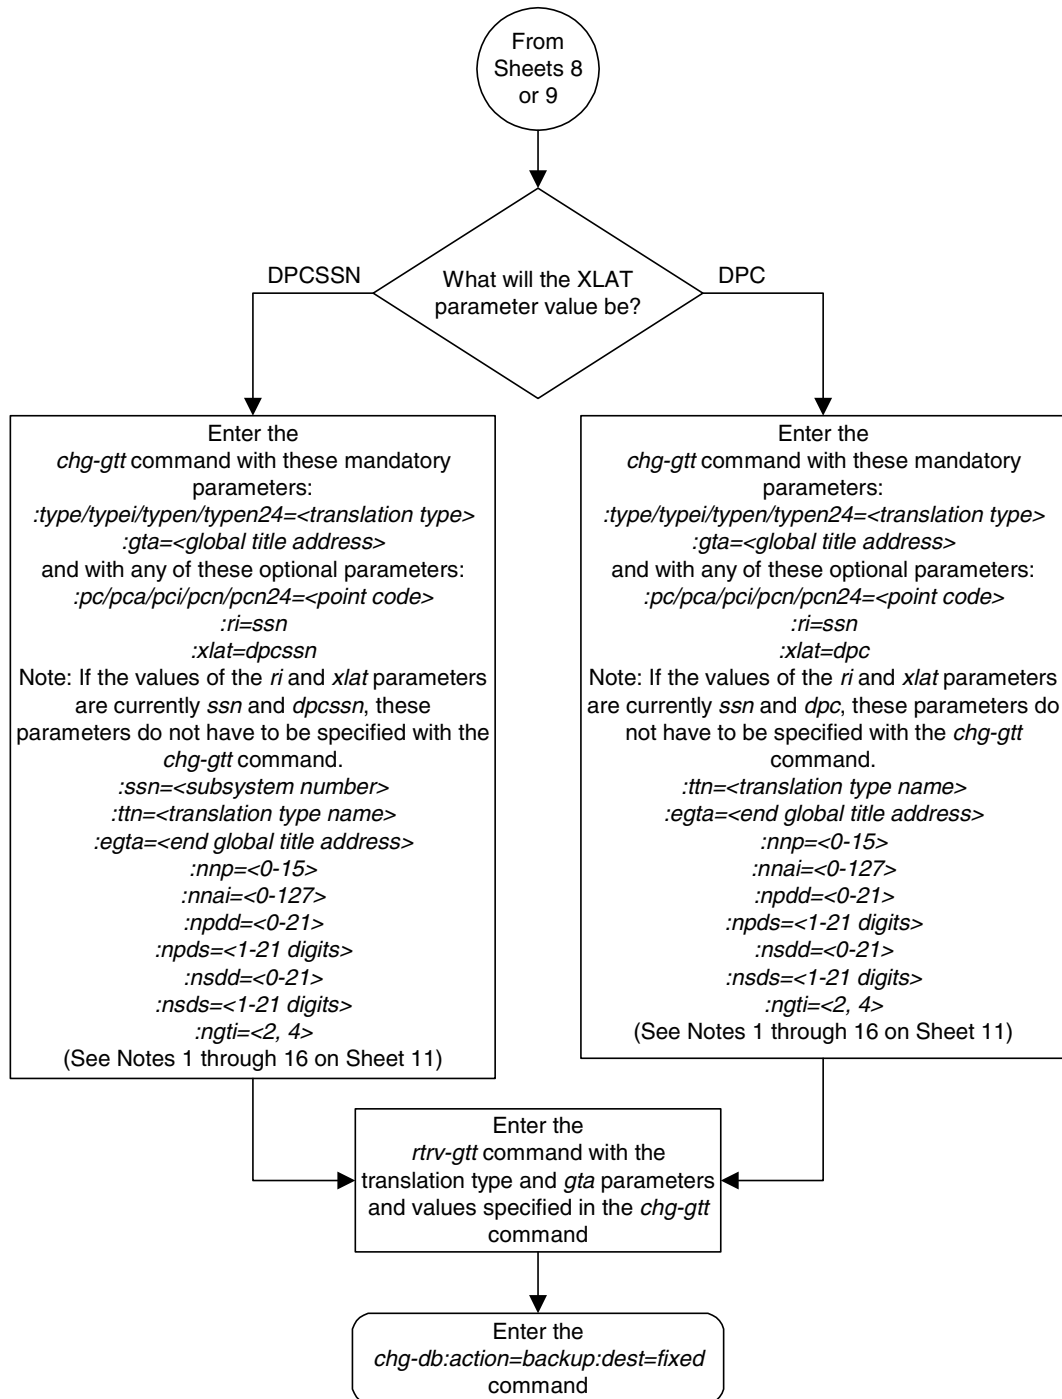 From
Sheets 8
or 9
What will the XLAT
parameter value be?
DPCSSN
DPC
Enter the
chg-gtt command with these mandatory
parameters:
:type/typei/typen/typen24=<translation type>
:gta=<global title address>
and with any of these optional parameters:
:pc/pca/pci/pcn/pcn24=<point code>
:ri=ssn
:xlat=dpcssn
Note: If the values of the ri and xlat parameters
are currently ssn and dpcssn, these
parameters do not have to be specified with the
chg-gtt command.
:ssn=<subsystem number>
:ttn=<translation type name>
:egta=<end global title address>
:nnp=<0-15>
:nnai=<0-127>
:npdd=<0-21>
:npds=<1-21 digits>
:nsdd=<0-21>
:nsds=<1-21 digits>
:ngti=<2, 4>
(See Notes 1 through 16 on Sheet 11)
Enter the
chg-gtt command with these mandatory
parameters:
:type/typei/typen/typen24=<translation type>
:gta=<global title address>
and with any of these optional parameters:
:pc/pca/pci/pcn/pcn24=<point code>
:ri=ssn
:xlat=dpc
Note: If the values of the ri and xlat parameters
are currently ssn and dpc, these parameters do
not have to be specified with the chg-gtt
command.
:ttn=<translation type name>
:egta=<end global title address>
:nnp=<0-15>
:nnai=<0-127>
:npdd=<0-21>
:npds=<1-21 digits>
:nsdd=<0-21>
:nsds=<1-21 digits>
:ngti=<2, 4>
(See Notes 1 through 16 on Sheet 11)
Enter the
rtrv-gtt command with the
translation type and gta parameters
and values specified in the chg-gtt
command
Enter the
chg-db:action=backup:dest=fixed
command